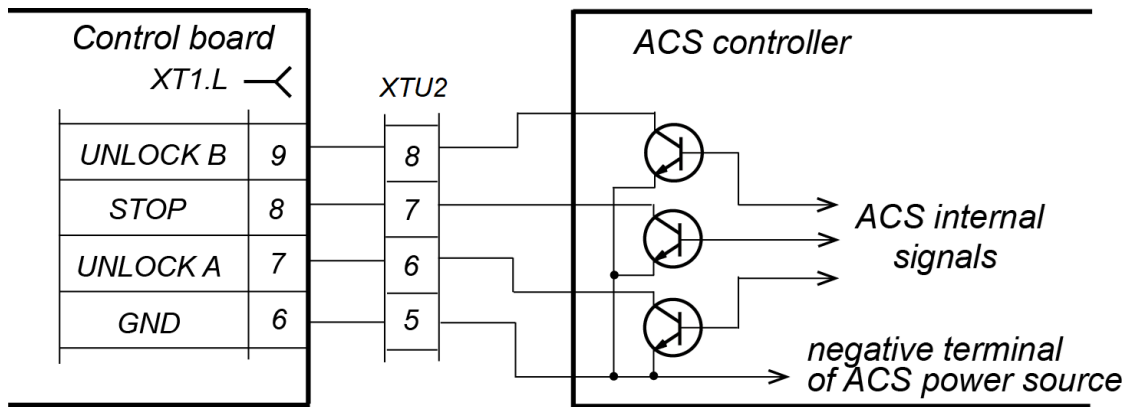 Control board
XT1.L
XTU2
UNLOCK B 9 8
STOP 8 7
UNLOCK A 7 6
GND 6 5
ACS controller
ACS internal
signals
negative terminal
of ACS power source